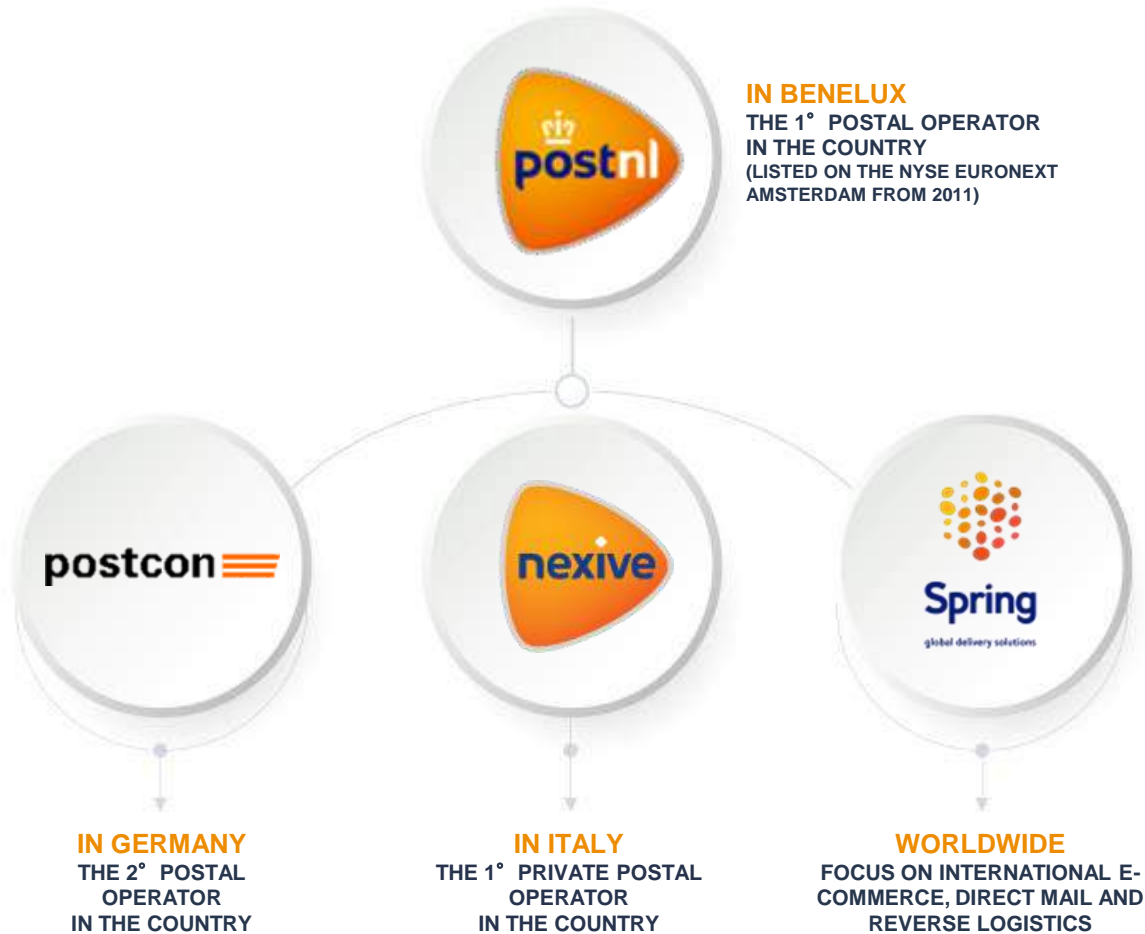 postnl
IN BENELUX
THE 1° POSTAL OPERATOR
IN THE COUNTRY
(LISTED ON THE NYSE EURONEXT
AMSTERDAM FROM 2011)
postcon
nexive
Spring
global delivery solutions
IN GERMANY
THE 2° POSTAL
OPERATOR
IN THE COUNTRY
IN ITALY
THE 1° PRIVATE POSTAL
OPERATOR
IN THE COUNTRY
WORLDWIDE
FOCUS ON INTERNATIONAL E-
COMMERCE, DIRECT MAIL AND
REVERSE LOGISTICS